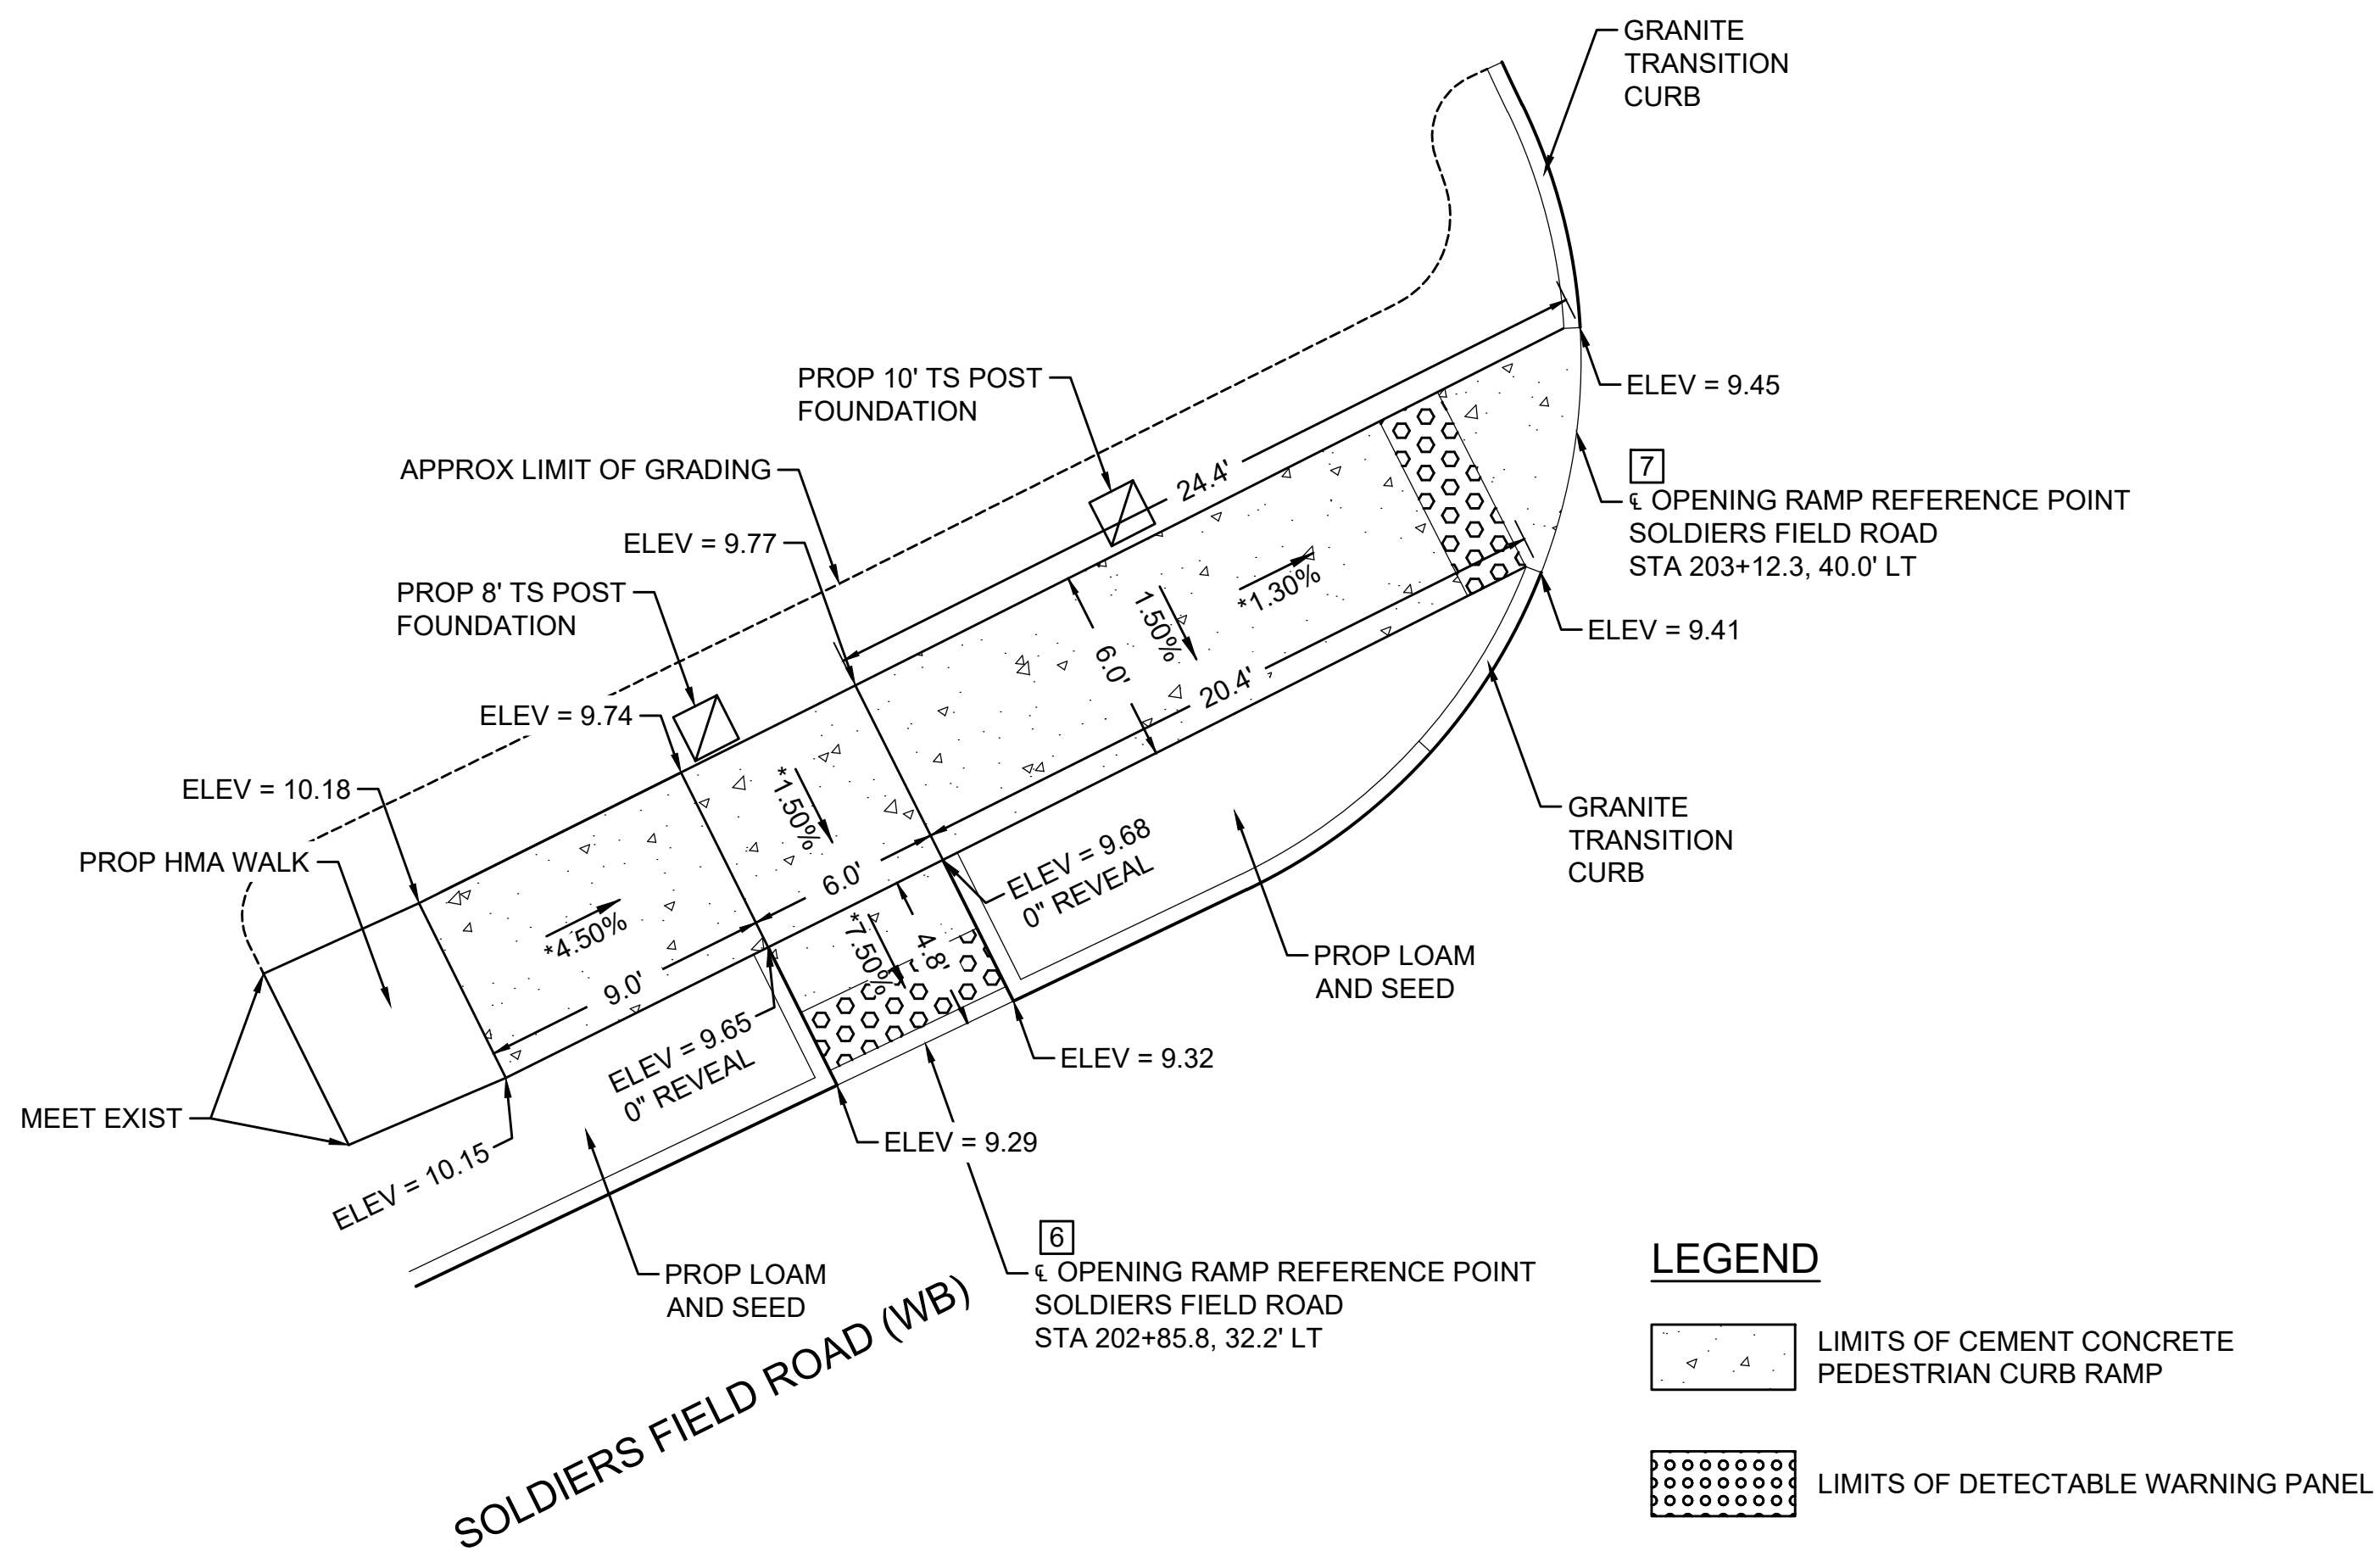 GRANITE
TRANSITION
CURB
PROP 10' TS POST
FOUNDATION
ELEV = 9.45
APPROX LIMIT OF GRADING
24.4'
7
℄ OPENING RAMP REFERENCE POINT
SOLDIERS FIELD ROAD
STA 203+12.3, 40.0' LT
ELEV = 9.77
PROP 8' TS POST
FOUNDATION
*1.30%
1.50%
6.0'
ELEV = 9.41
20.4'
ELEV = 9.74
ELEV = 10.18
*1.50%
GRANITE
TRANSITION
CURB
PROP HMA WALK
6.0'
ELEV = 9.68
0" REVEAL
*4.50%
*7.50%
4.8'
9.0'
PROP LOAM
AND SEED
ELEV = 9.65
0" REVEAL
ELEV = 9.32
MEET EXIST
ELEV = 9.29
ELEV = 10.15
6
℄ OPENING RAMP REFERENCE POINT
SOLDIERS FIELD ROAD
STA 202+85.8, 32.2' LT
PROP LOAM
AND SEED
SOLDIERS FIELD ROAD (WB)
LEGEND
LIMITS OF CEMENT CONCRETE
PEDESTRIAN CURB RAMP
LIMITS OF DETECTABLE WARNING PANEL